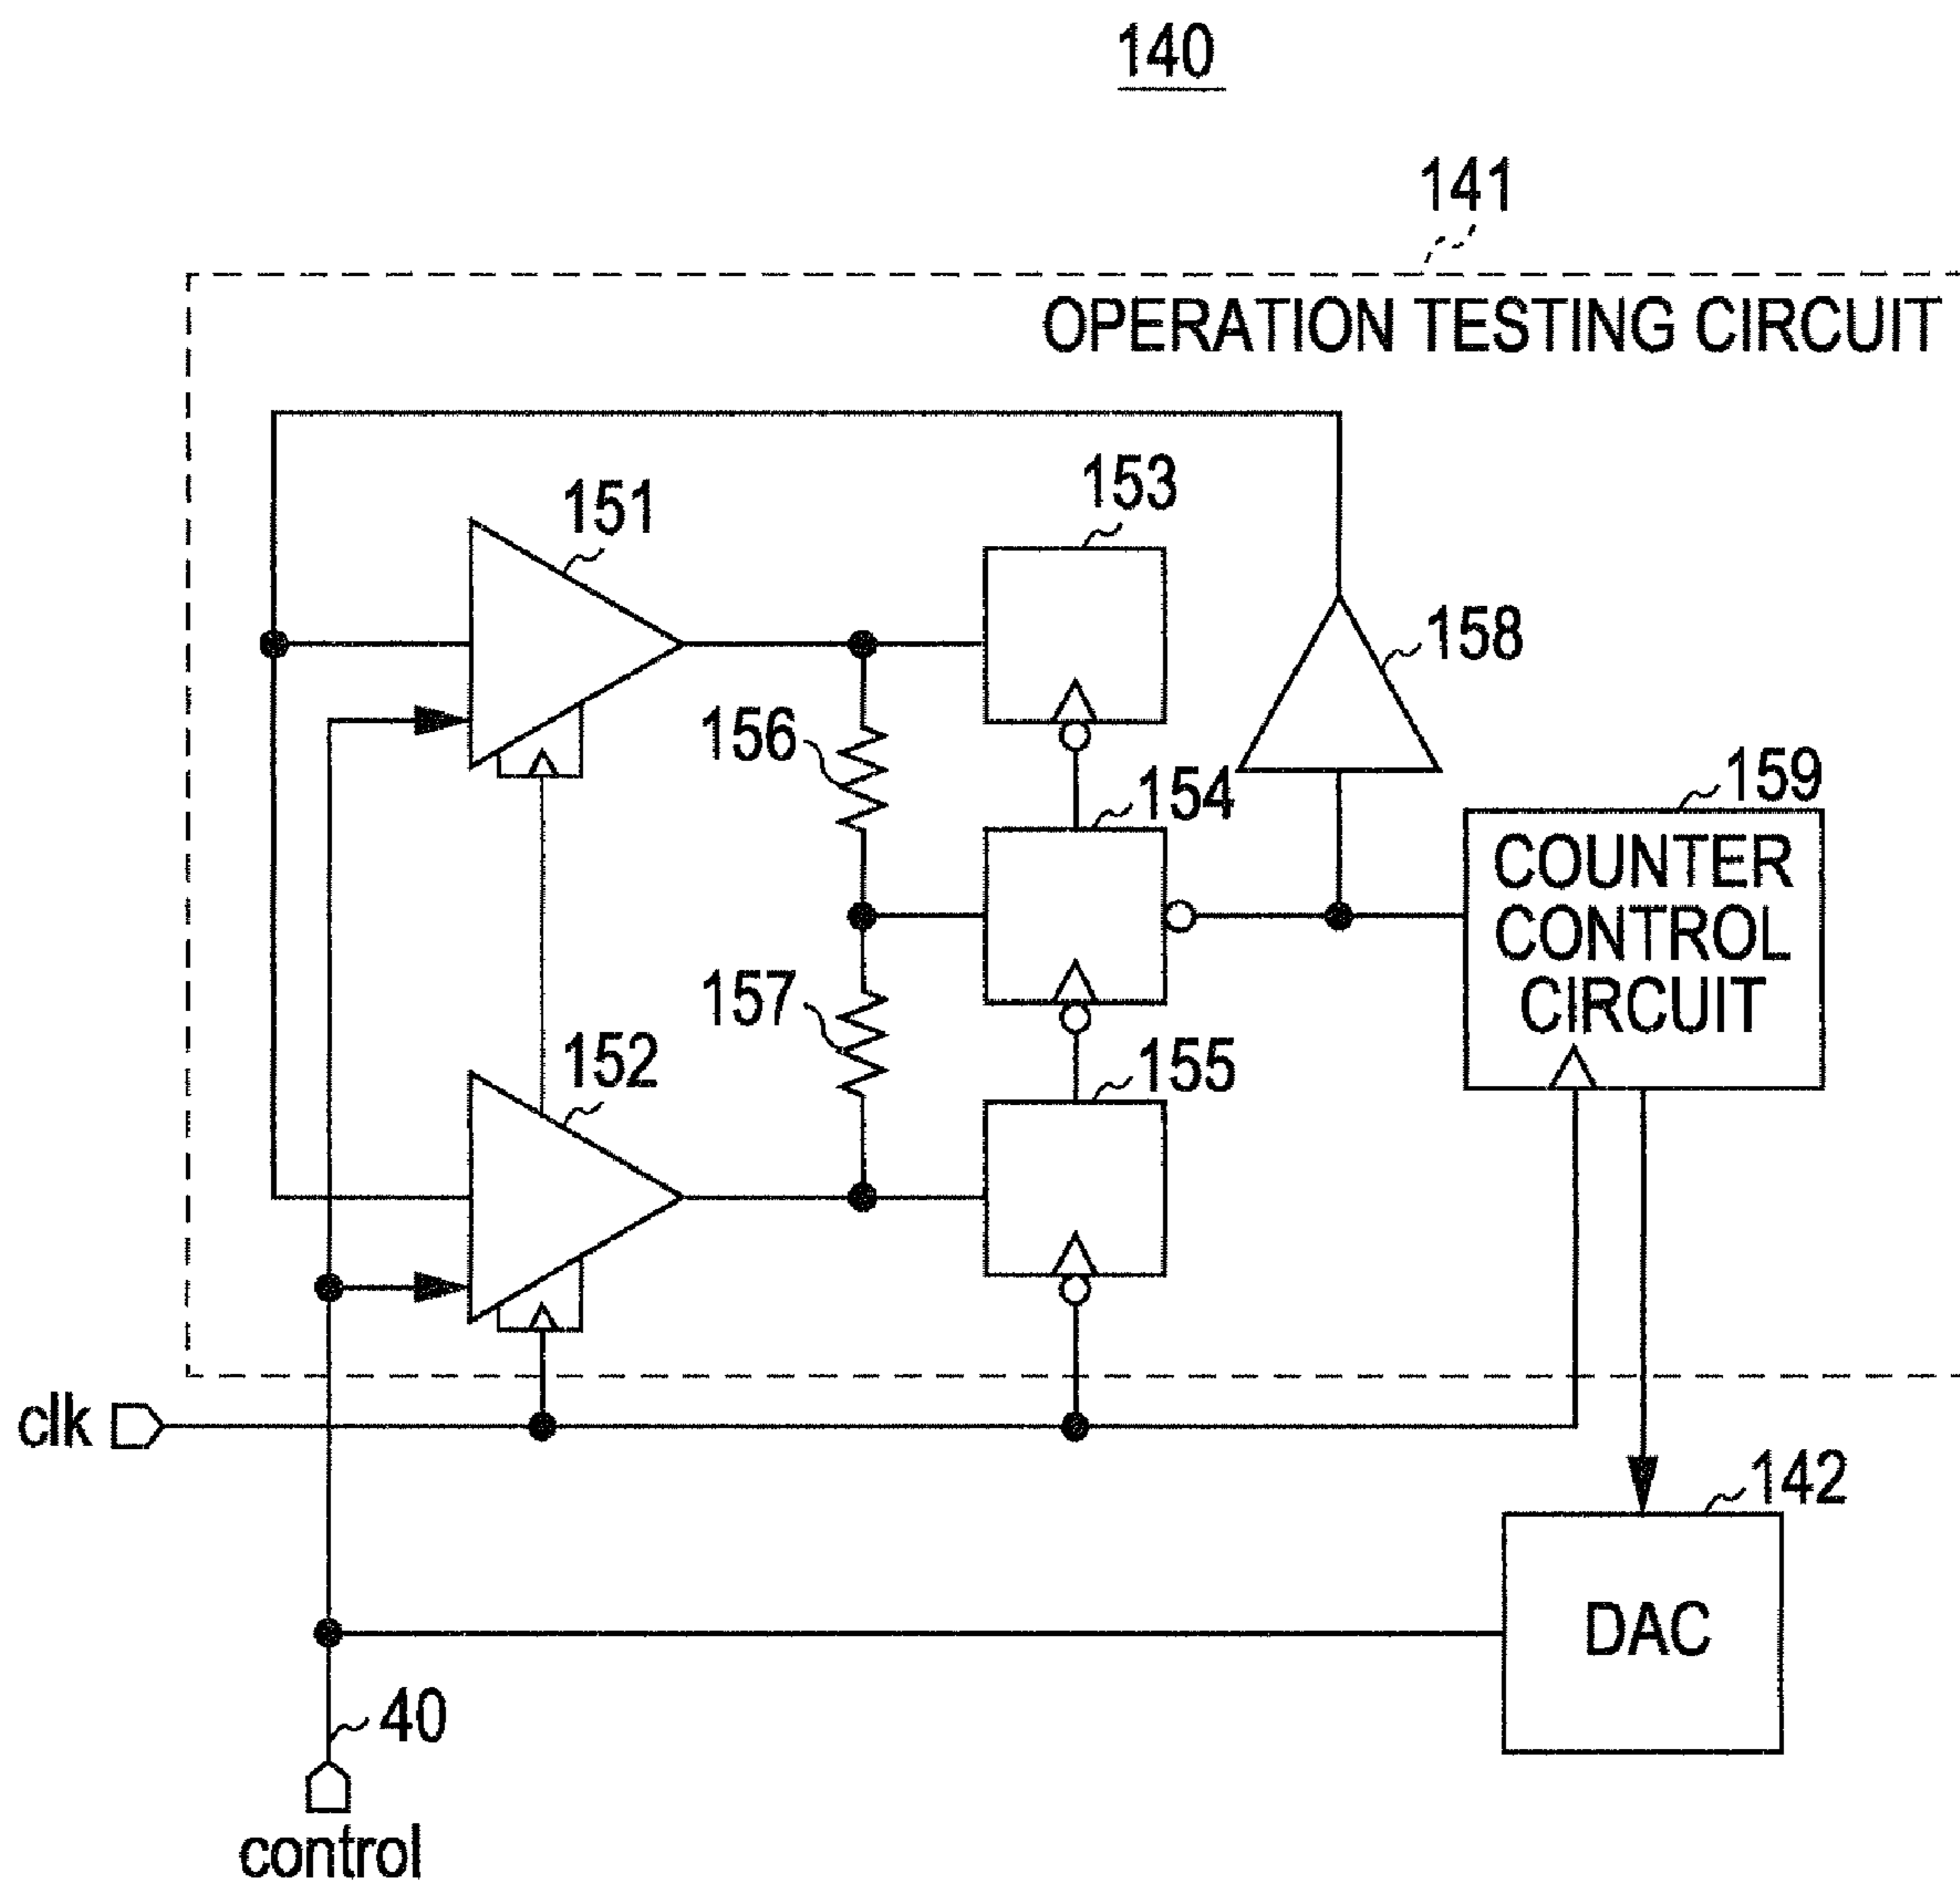 140
141
OPERATION TESTING CIRCUIT
151
153
158
156
154
159
COUNTER
CONTROL
CIRCUIT
157
152
155
clk
142
DAC
40
control